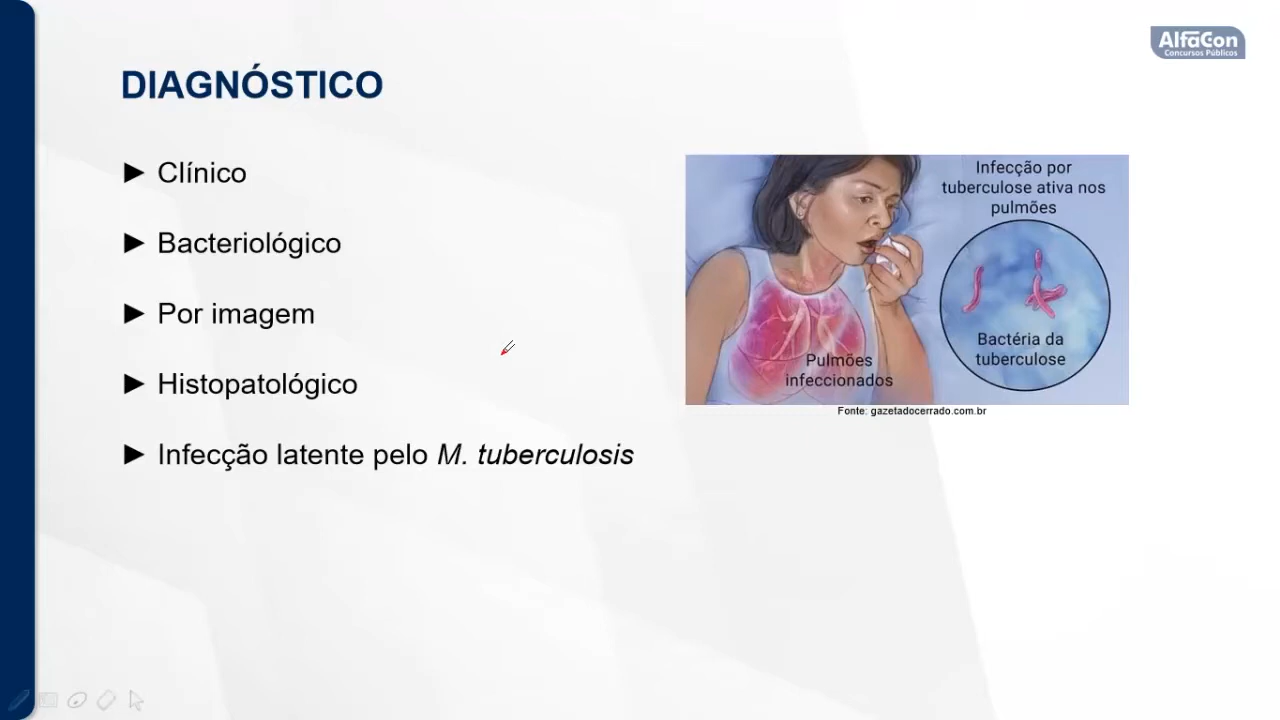 AlfaCon
Concursos Públicos
DIAGNÓSTICO
► Clínico
► Bacteriológico
► Por imagem
► Histopatológico
► Infecção latente pelo M. tuberculosis
Infecção por
tuberculose ativa nos
pulmões
Bactéria da
tuberculose
Pulmões
infeccionados
Fonte: gazetadocerrado.com.br